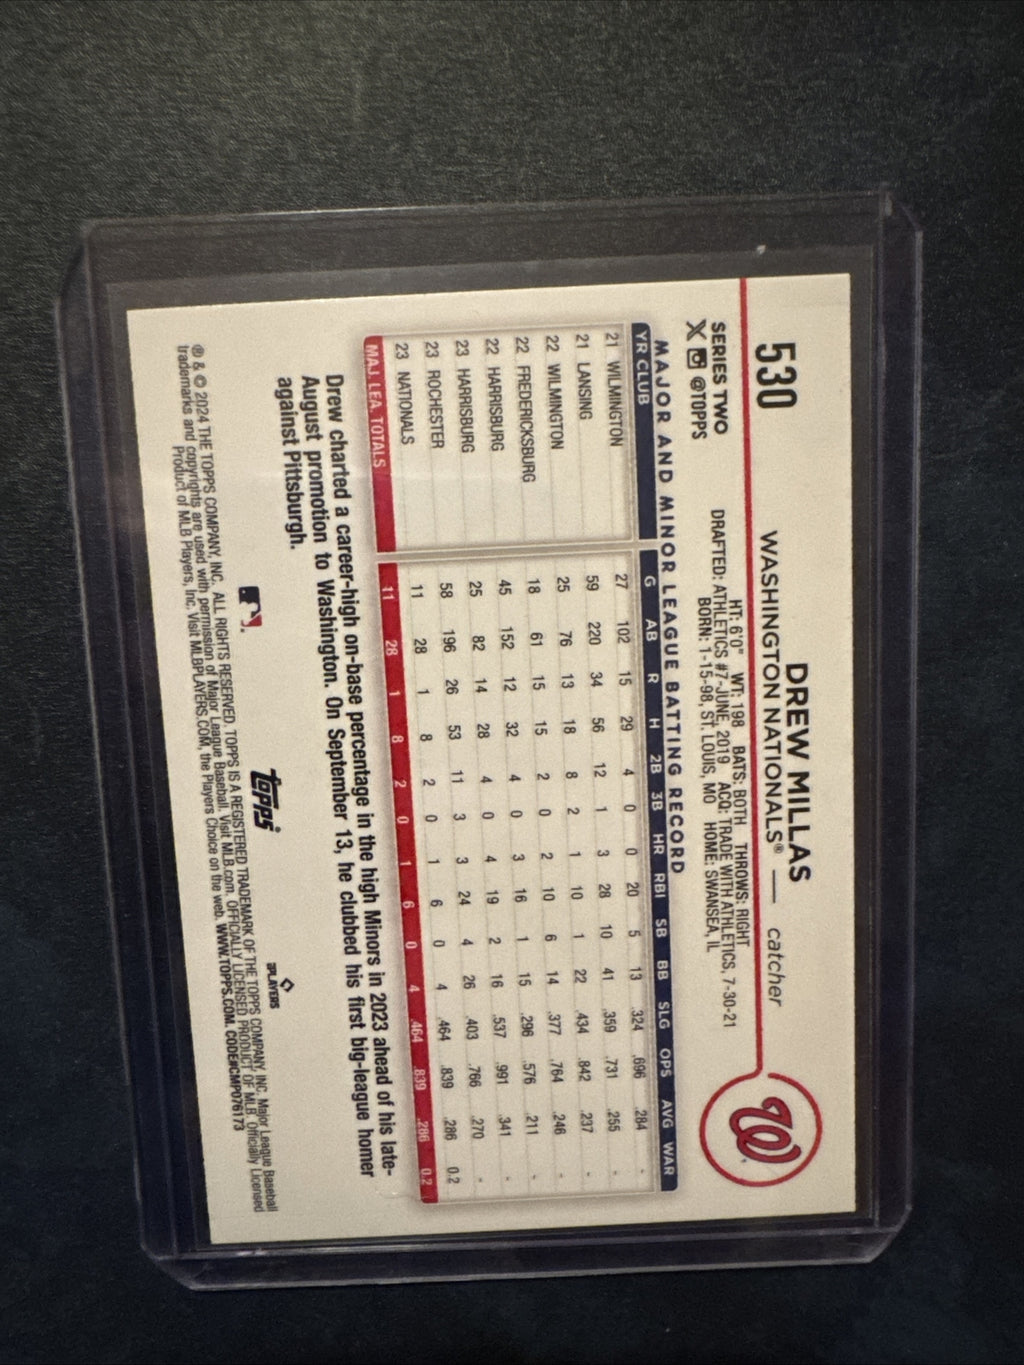 530
DREW MILLAS
WASHINGTON NATIONALS® — catcher
SERIES TWO
@TOPPS
HT: 6'0" WT: 198 BATS: BOTH THROWS: RIGHT
DRAFTED: ATHLETICS #7-JUNE, 2019 ACQ: TRADE WITH ATHLETICS, 7-30-21
BORN: 1-15-98, ST. LOUIS, MO HOME: SWANSEA, IL
W
MAJOR AND MINOR LEAGUE BATTING RECORD
YR CLUB G AB R H 2B 3B HR RBI SB BB SLG OPS AVG WAR
21 WILMINGTON 27 102 15 29 4 0 0 20 5 13 .324 .696 .284 -
21 LANSING 59 220 34 56 12 1 3 28 10 41 .359 .731 .255 -
22 WILMINGTON 25 76 13 18 8 2 1 10 1 22 .434 .842 .237 -
22 FREDERICKSBURG 18 61 15 15 2 0 2 10 6 14 .377 .764 .246 -
22 HARRISBURG 45 152 12 32 4 0 3 16 1 15 .296 .576 .211 -
23 HARRISBURG 25 82 14 28 4 0 4 19 2 16 .537 .991 .341 -
23 ROCHESTER 58 196 26 53 11 3 3 24 4 26 .403 .766 .270 -
23 NATIONALS 11 28 1 8 2 0 1 6 0 4 .464 .839 .286 0.2
MAJ. LEA. TOTALS 11 28 1 8 2 0 1 6 0 4 .464 .839 .286 0.2
Drew charted a career-high on-base percentage in the high Minors in 2023 ahead of his late-
August promotion to Washington. On September 13, he clubbed his first big-league homer
against Pittsburgh.
topps
PLAYERS
® & © 2024 THE TOPPS COMPANY, INC. ALL RIGHTS RESERVED. TOPPS IS A REGISTERED TRADEMARK OF THE TOPPS COMPANY, INC. Major League Baseball
trademarks and copyrights are used with permission of Major League Baseball. Visit MLB.com. OFFICIALLY LICENSED PRODUCT OF MLB Officially Licensed
Product of MLB Players, Inc. Visit MLBPLAYERS.COM, the Players Choice on the web. WWW.TOPPS.COM. CODE#CMP076173